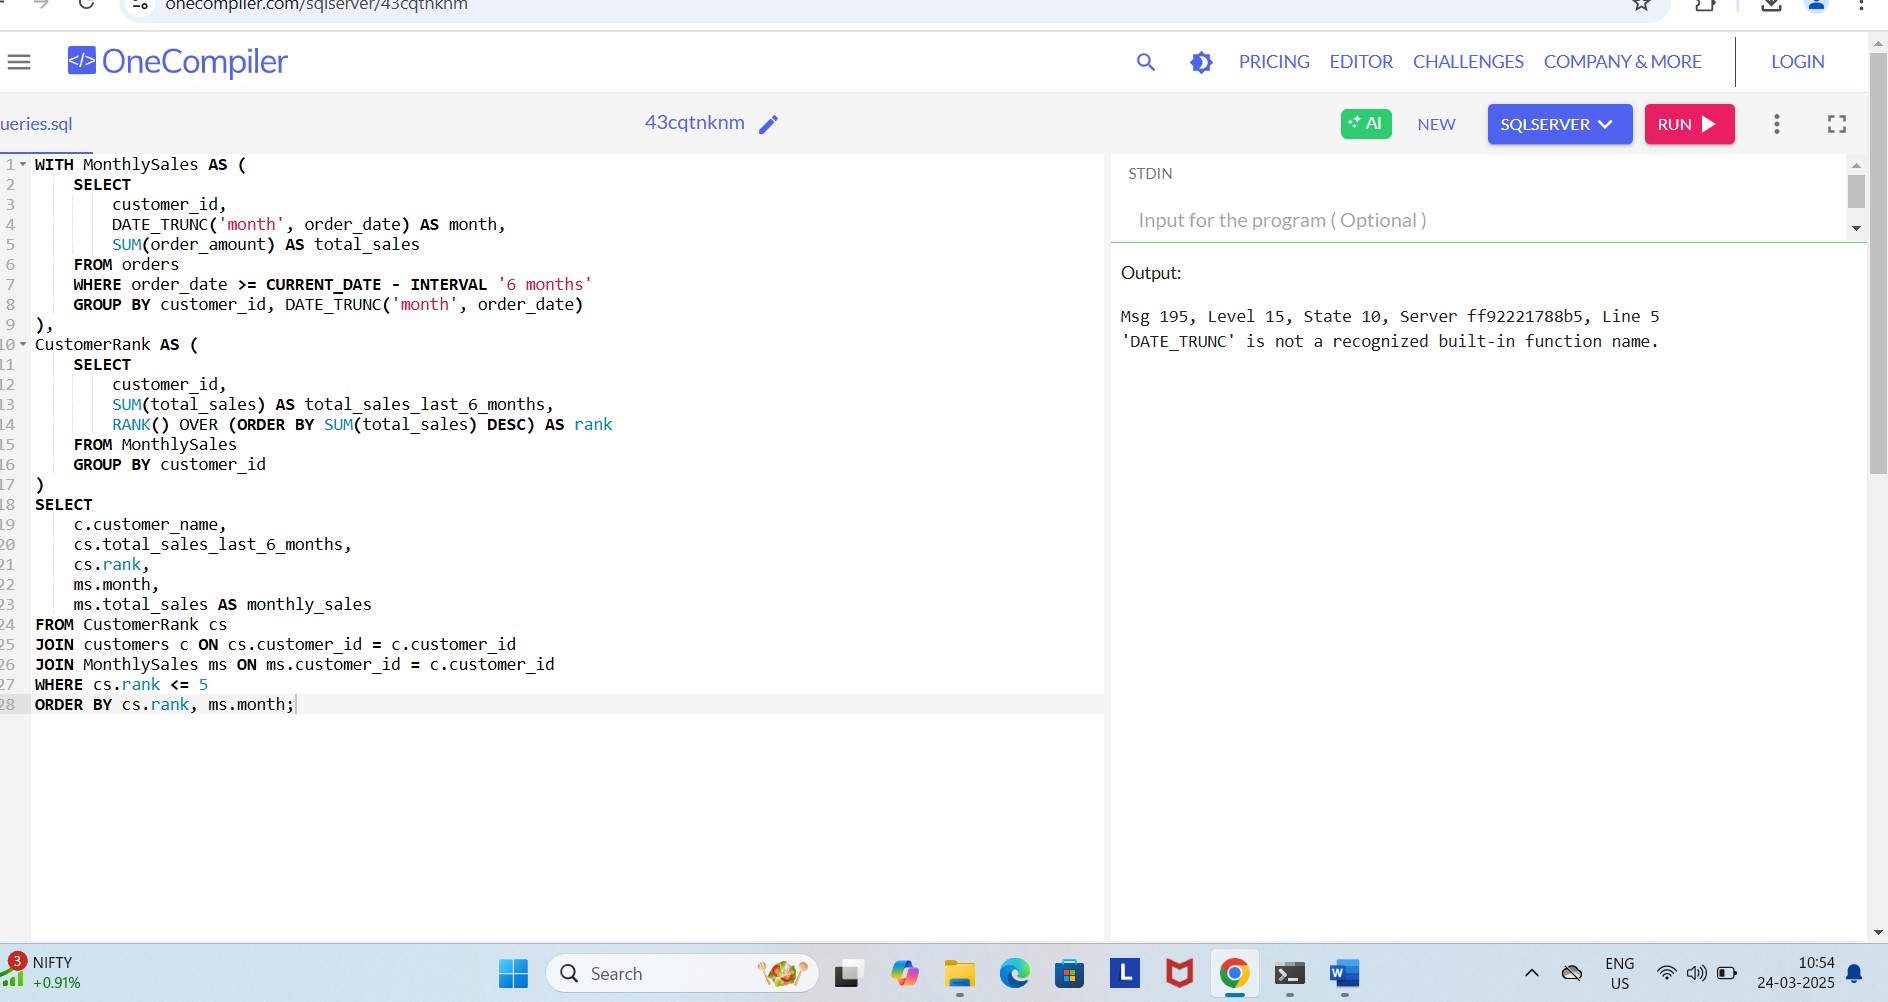 onecompiler.com/sqlserver/43cqtnknm
</> OneCompiler
PRICING EDITOR CHALLENGES COMPANY & MORE LOGIN
ueries.sql
43cqtnknm
AI NEW SQLSERVER RUN
1 WITH MonthlySales AS (
2 SELECT
3 customer_id,
4 DATE_TRUNC('month', order_date) AS month,
5 SUM(order_amount) AS total_sales
6 FROM orders
7 WHERE order_date >= CURRENT_DATE - INTERVAL '6 months'
8 GROUP BY customer_id, DATE_TRUNC('month', order_date)
9 ),
10 CustomerRank AS (
11 SELECT
12 customer_id,
13 SUM(total_sales) AS total_sales_last_6_months,
14 RANK() OVER (ORDER BY SUM(total_sales) DESC) AS rank
15 FROM MonthlySales
16 GROUP BY customer_id
17 )
18 SELECT
19 c.customer_name,
20 cs.total_sales_last_6_months,
21 cs.rank,
22 ms.month,
23 ms.total_sales AS monthly_sales
24 FROM CustomerRank cs
25 JOIN customers c ON cs.customer_id = c.customer_id
26 JOIN MonthlySales ms ON ms.customer_id = c.customer_id
27 WHERE cs.rank <= 5
28 ORDER BY cs.rank, ms.month;
STDIN
Input for the program ( Optional )
Output:
Msg 195, Level 15, State 10, Server ff92221788b5, Line 5
'DATE_TRUNC' is not a recognized built-in function name.
3
NIFTY
+0.91%
Search
L
W
ENG
US
10:54
24-03-2025